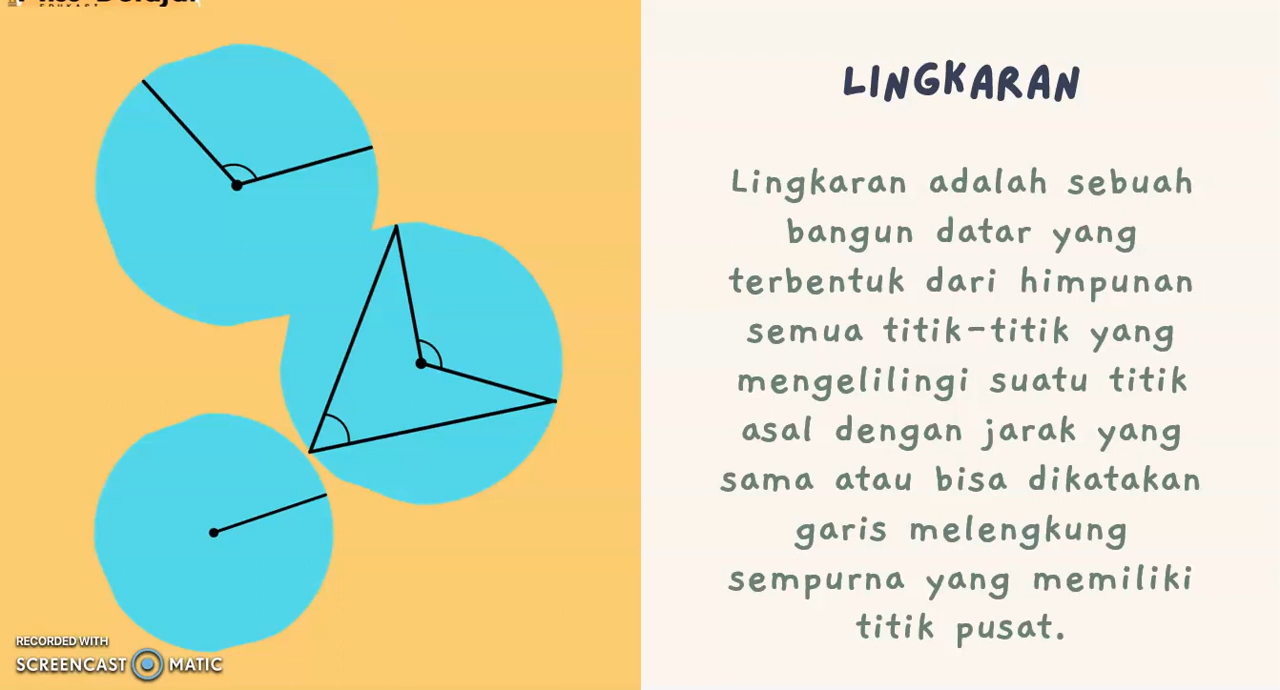 LINGKARAN
Lingkaran adalah sebuah
bangun datar yang
terbentuk dari himpunan
semua titik-titik yang
mengelilingi suatu titik
asal dengan jarak yang
sama atau bisa dikatakan
garis melengkung
sempurna yang memiliki
titik pusat.
RECORDED WITH
SCREENCAST MATIC